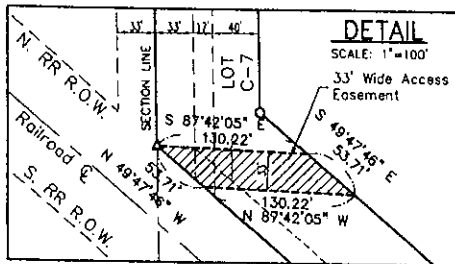 33' 33' 17' 40'
DETAIL
SCALE: 1"=100'
33' Wide Access
Easement
N. RR R.O.W.
SECTION LINE
LOT
C-7
S 87°42'05" E
130.22'
S 49°47'46" E
53.71'
Railroad ℄
N 49°47'46" W
53.71'
S. RR R.O.W.
130.22'
N 87°42'05" W